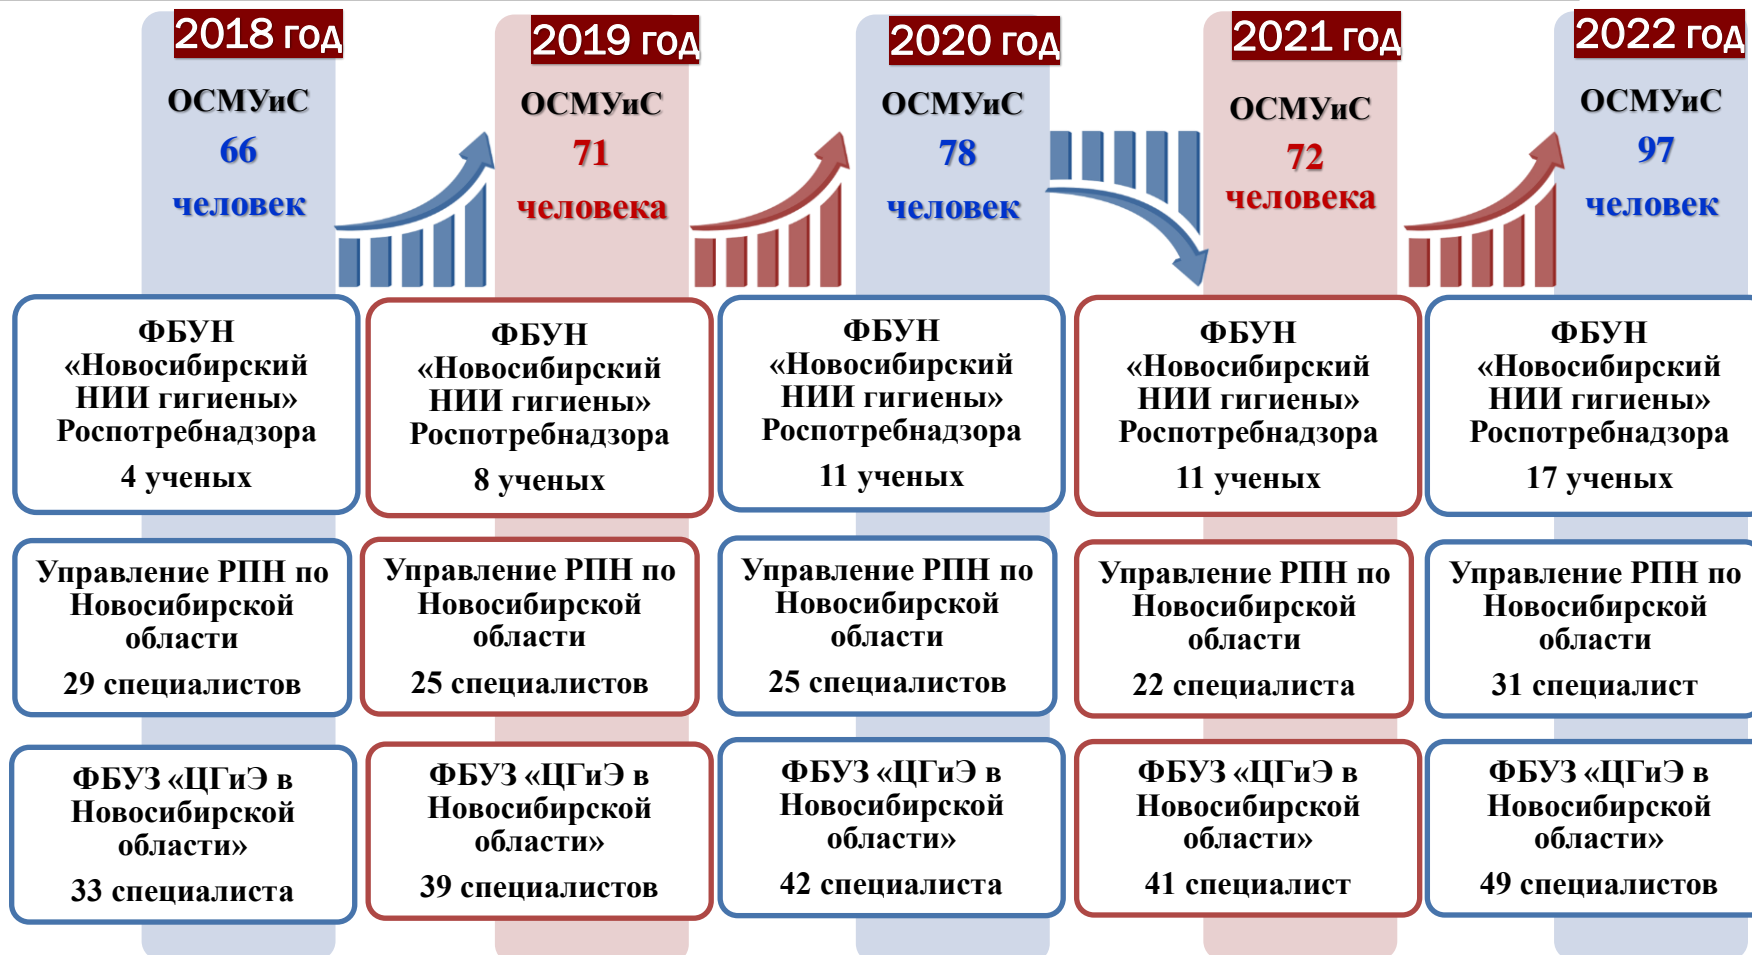 2018 год
ОСМУиС
66
человек
ФБУН
«Новосибирский
НИИ гигиены»
Роспотребнадзора
4 ученых
Управление РПН по
Новосибирской
области
29 специалистов
ФБУЗ «ЦГиЭ в
Новосибирской
области»
33 специалиста
2019 год
ОСМУиС
71
человека
ФБУН
«Новосибирский
НИИ гигиены»
Роспотребнадзора
8 ученых
Управление РПН по
Новосибирской
области
25 специалистов
ФБУЗ «ЦГиЭ в
Новосибирской
области»
39 специалистов
2020 год
ОСМУиС
78
человек
ФБУН
«Новосибирский
НИИ гигиены»
Роспотребнадзора
11 ученых
Управление РПН по
Новосибирской
области
25 специалистов
ФБУЗ «ЦГиЭ в
Новосибирской
области»
42 специалиста
2021 год
ОСМУиС
72
человека
ФБУН
«Новосибирский
НИИ гигиены»
Роспотребнадзора
11 ученых
Управление РПН по
Новосибирской
области
22 специалиста
ФБУЗ «ЦГиЭ в
Новосибирской
области»
41 специалист
2022 год
ОСМУиС
97
человек
ФБУН
«Новосибирский
НИИ гигиены»
Роспотребнадзора
17 ученых
Управление РПН по
Новосибирской
области
31 специалист
ФБУЗ «ЦГиЭ в
Новосибирской
области»
49 специалистов